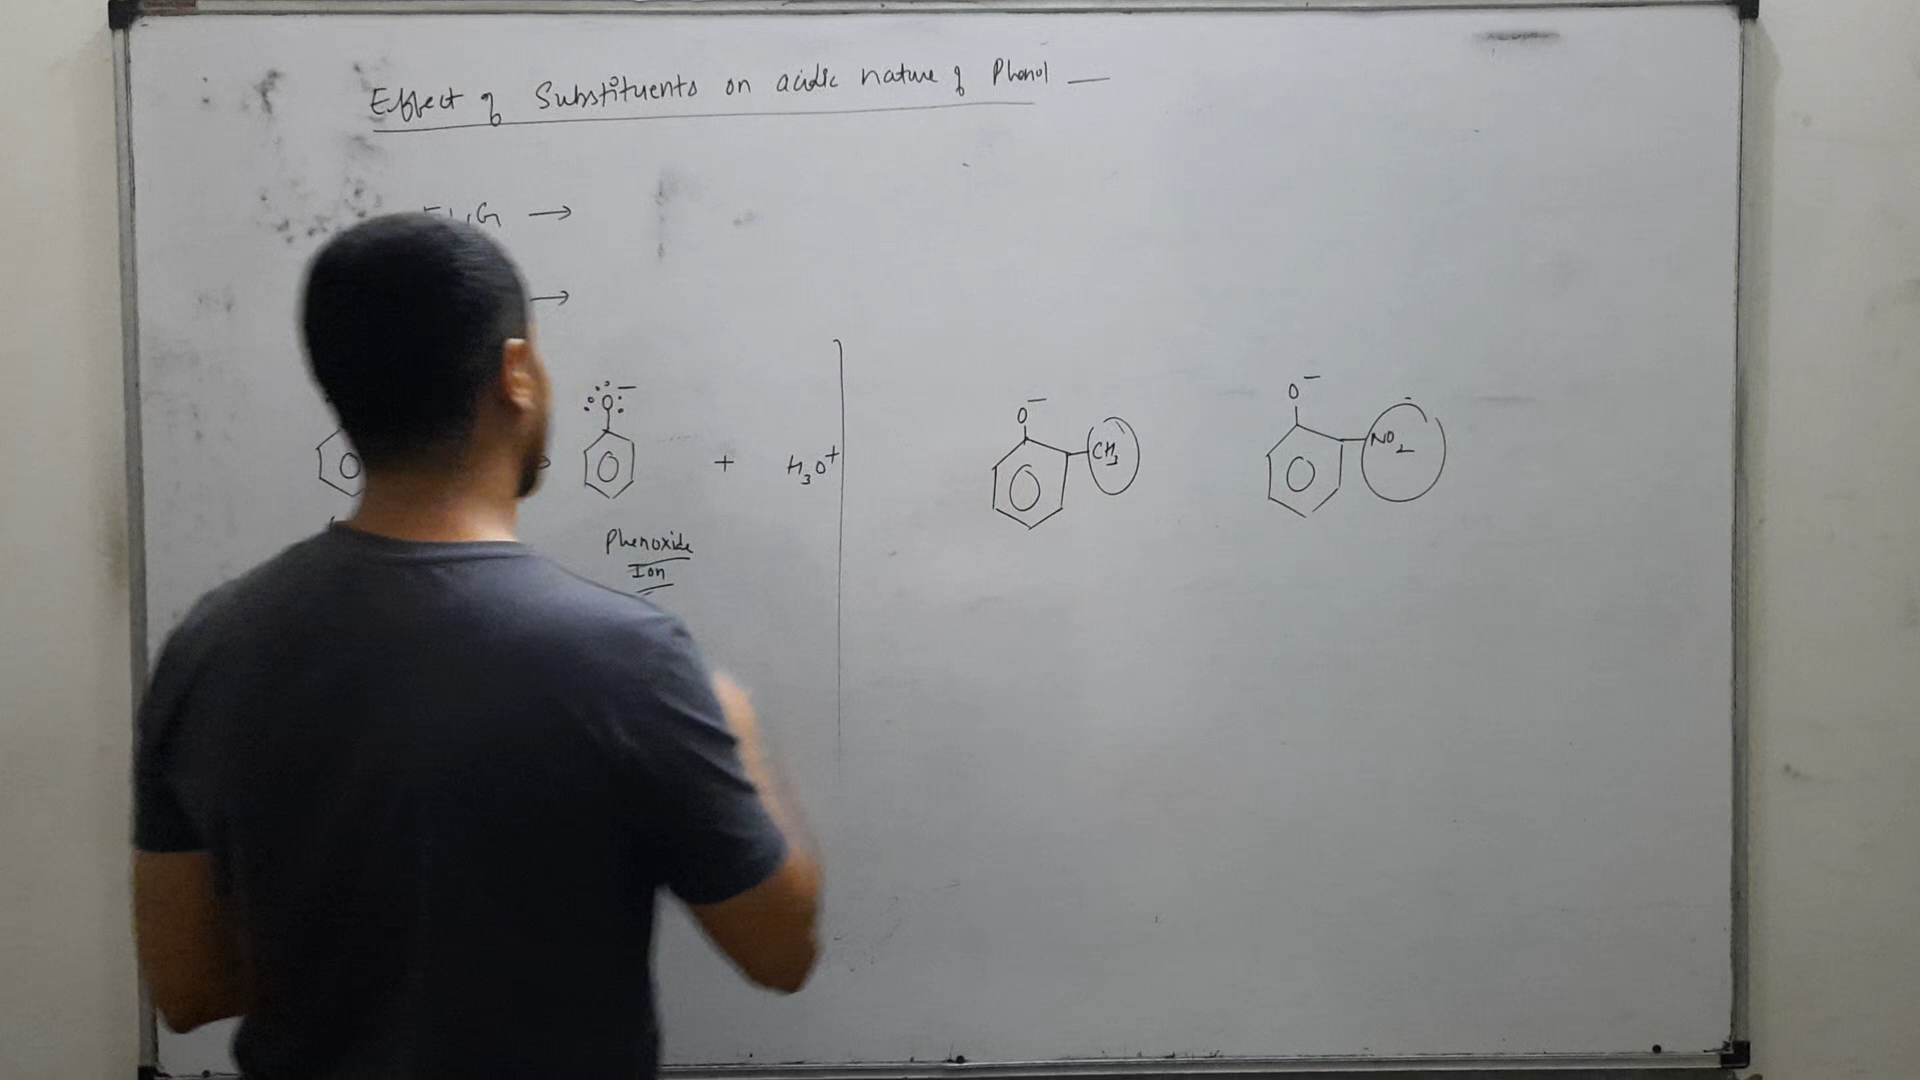 Effect of Substituents on acidic nature of Phenol —
G →
→
O⁻
+ H₃O⁺
Phenoxide
Ion
O⁻
CH₃
O⁻
NO₂